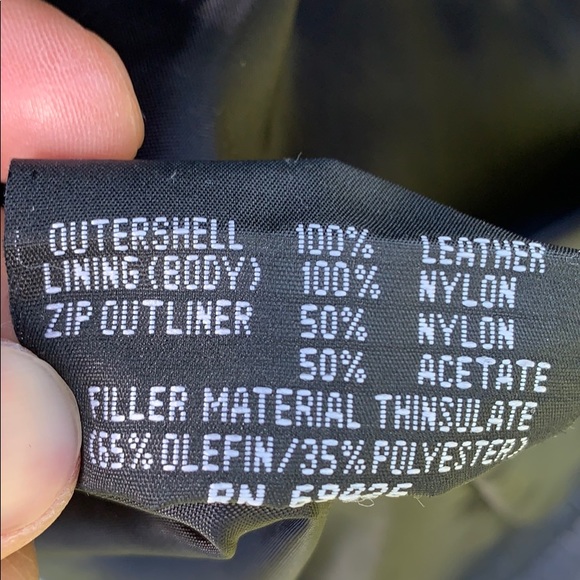 OUTERSHELL 100% LEATHER
LINING (BODY) 100% NYLON
ZIP OUTLINER 50% NYLON
50% ACETATE
FILLER MATERIAL THINSULATE
(65% OLEFIN/35% POLYESTER)
RN